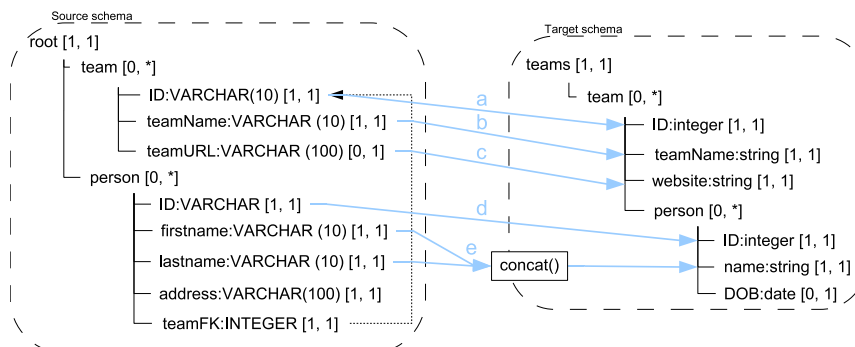 Source schema
root [1, 1]
team [0, *]
ID:VARCHAR(10) [1, 1]
teamName:VARCHAR (10) [1, 1]
teamURL:VARCHAR (100) [0, 1]
person [0, *]
ID:VARCHAR [1, 1]
firstname:VARCHAR (10) [1, 1]
lastname:VARCHAR (10) [1, 1]
address:VARCHAR(100) [1, 1]
teamFK:INTEGER [1, 1]
a
b
c
d
e
concat()
Target schema
teams [1, 1]
team [0, *]
ID:integer [1, 1]
teamName:string [1, 1]
website:string [1, 1]
person [0, *]
ID:integer [1, 1]
name:string [1, 1]
DOB:date [0, 1]